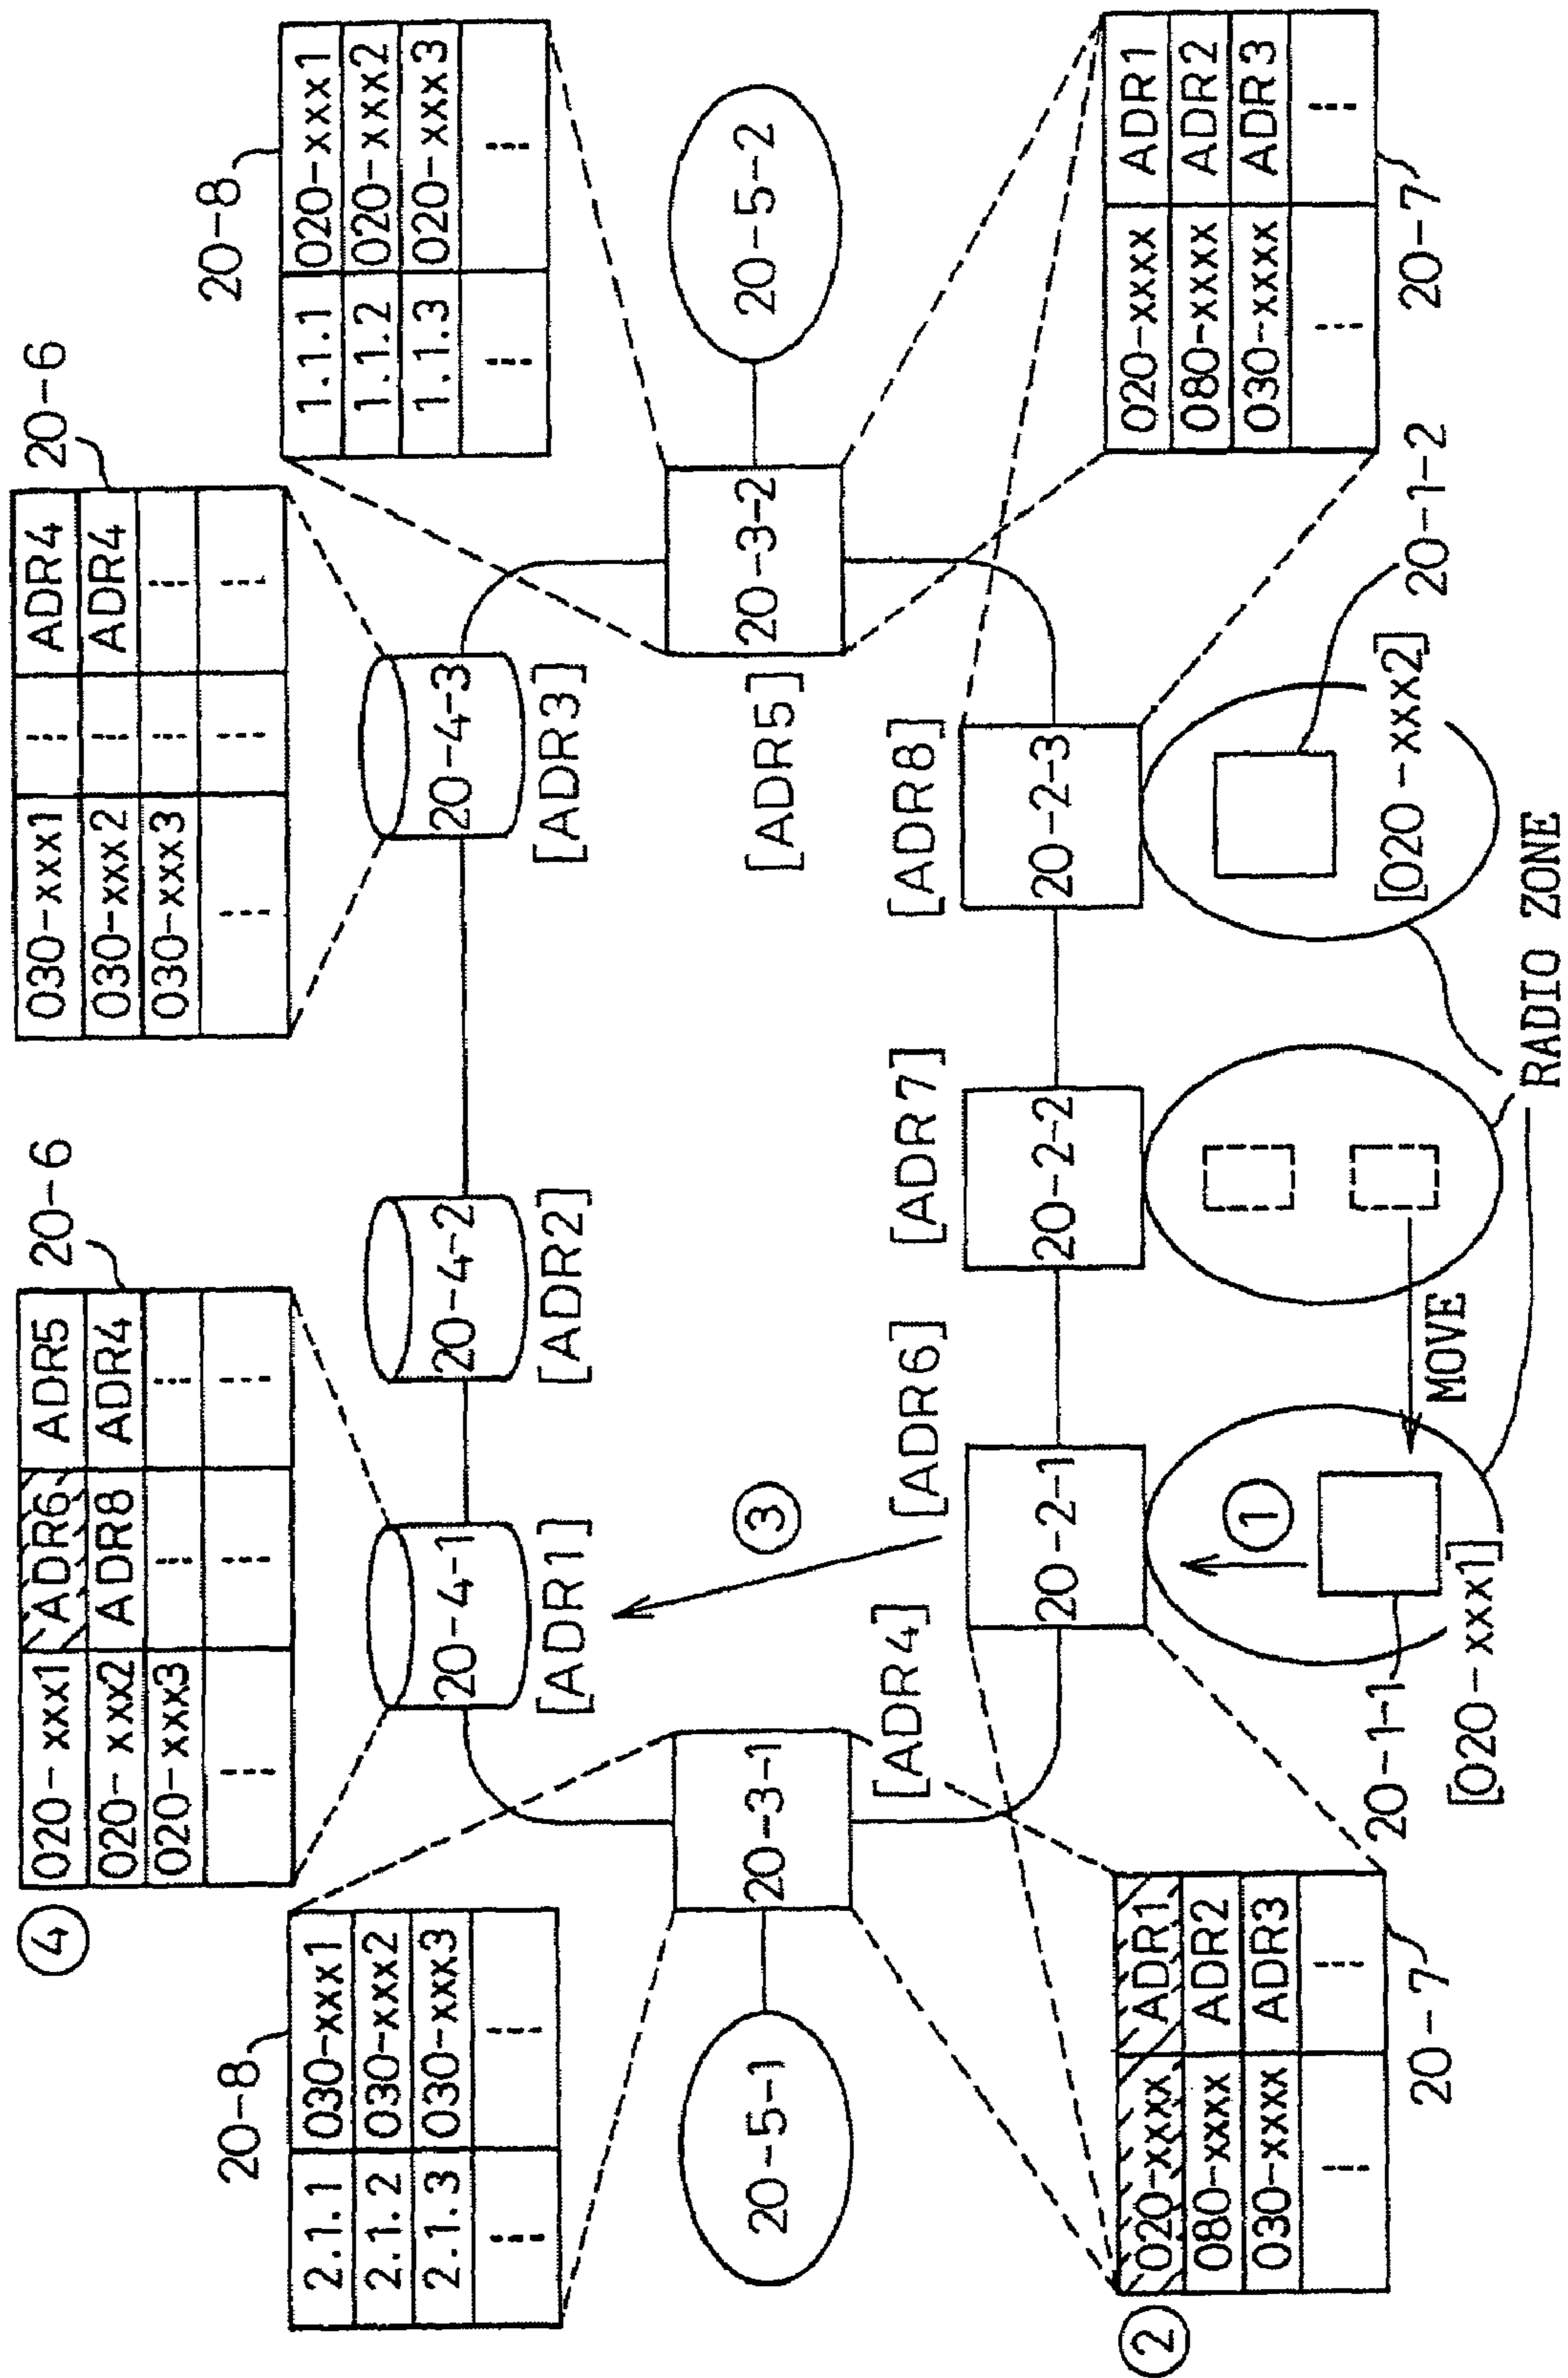 ④
020-xxx1 ADR6 ADR5
020-xxx2 ADR8 ADR4
020-xxx3 ---- ----
---- ---- ----
20-6
030-xxx1 ---- ADR4
030-xxx2 ---- ADR4
030-xxx3 ---- ----
---- ---- ----
20-6
20-8
2.1.1 030-xxx1
2.1.2 030-xxx2
2.1.3 030-xxx3
---- ----
20-4-1
[ADR1]
20-4-2
[ADR2]
20-4-3
[ADR3]
20-8
1.1.1 020-xxx1
1.1.2 020-xxx2
1.1.3 020-xxx3
---- ----
20-5-1
20-3-1
[ADR4]
③
[ADR5]
20-3-2
20-5-2
[ADR6]
20-2-1
[ADR7]
20-2-2
[ADR8]
20-2-3
②
020-xxxx ADR1
080-xxxx ADR2
030-xxxx ADR3
---- ----
20-7
①
20-1-1
[020-xxx1]
MOVE
[020-xxx2]
20-1-2
RADIO ZONE
020-xxxx ADR1
080-xxxx ADR2
030-xxxx ADR3
---- ----
20-7